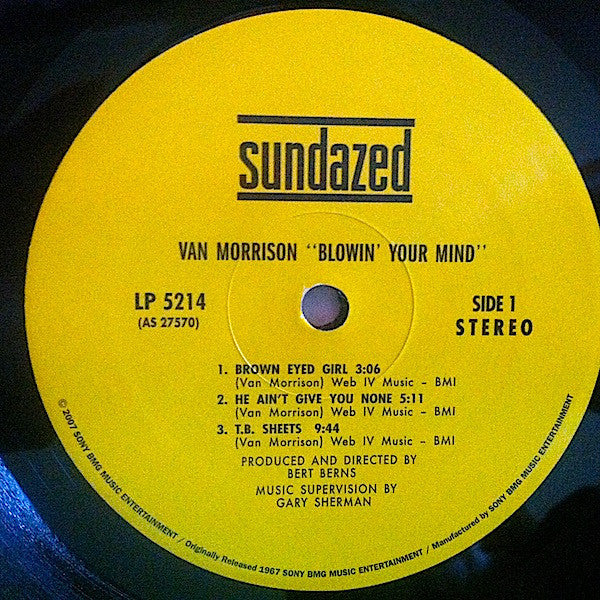 sundazed
VAN MORRISON "BLOWIN' YOUR MIND"
LP 5214
(AS 27570)
SIDE 1
STEREO
1. BROWN EYED GIRL 3:06
(Van Morrison) Web IV Music – BMI
2. HE AIN'T GIVE YOU NONE 5:11
(Van Morrison) Web IV Music – BMI
3. T.B. SHEETS 9:44
(Van Morrison) Web IV Music – BMI
PRODUCED AND DIRECTED BY
BERT BERNS
MUSIC SUPERVISION BY
GARY SHERMAN
© 2007 SONY BMG MUSIC ENTERTAINMENT / Originally Released 1967 SONY BMG MUSIC ENTERTAINMENT / Manufactured by SONY BMG MUSIC ENTERTAINMENT